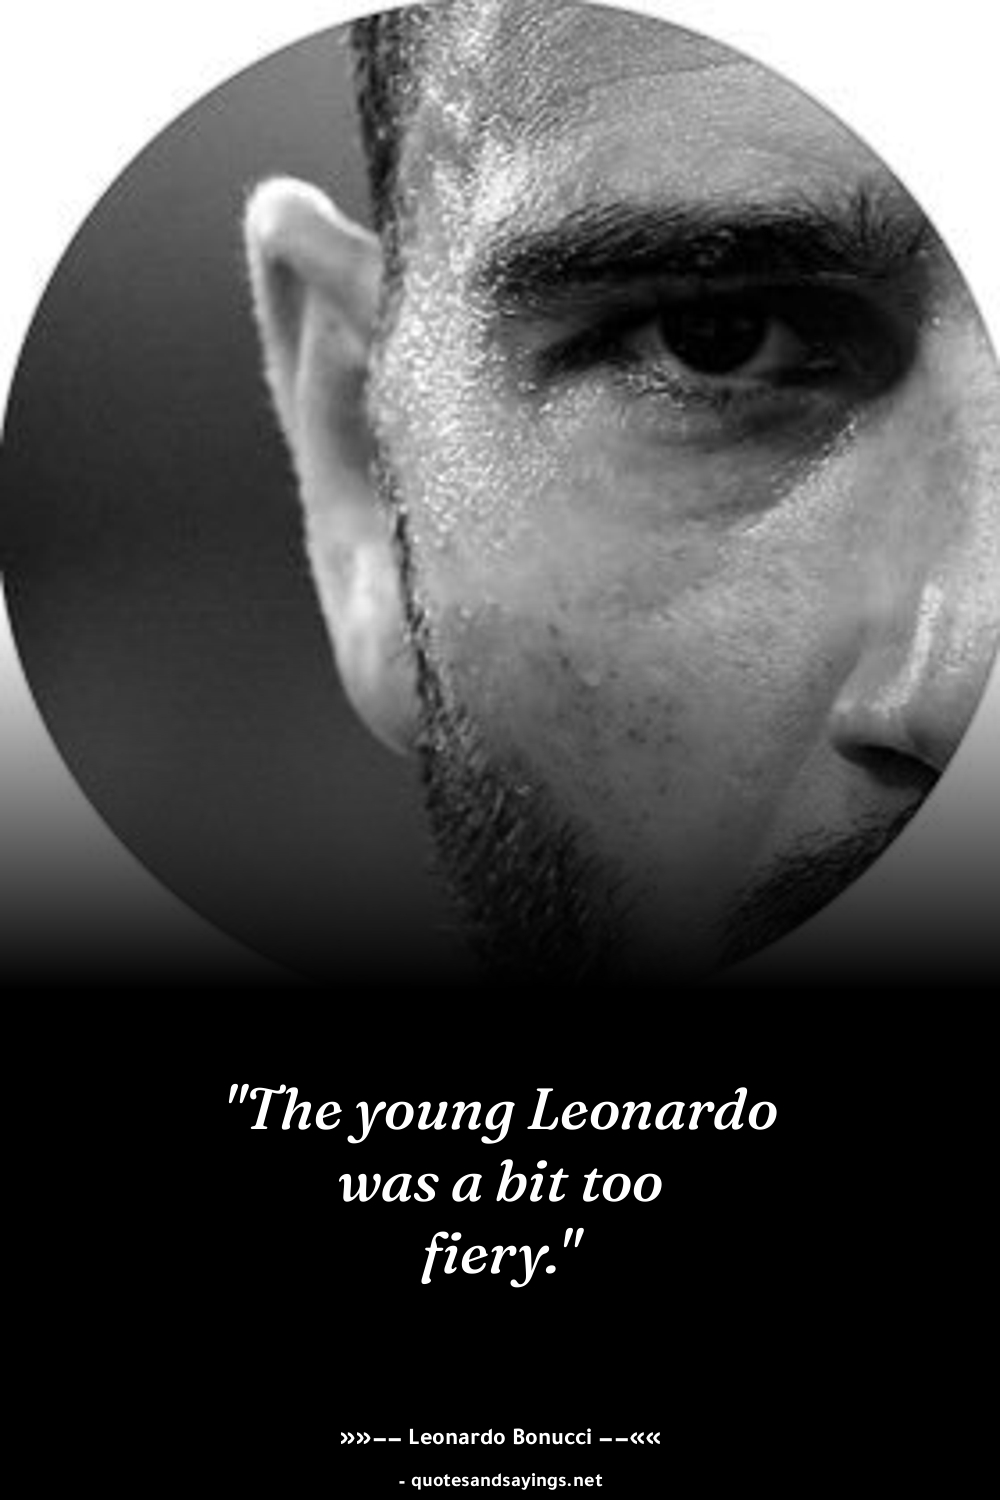 "The young Leonardo
was a bit too
fiery."
»»−− Leonardo Bonucci −−««
- quotesandsayings.net